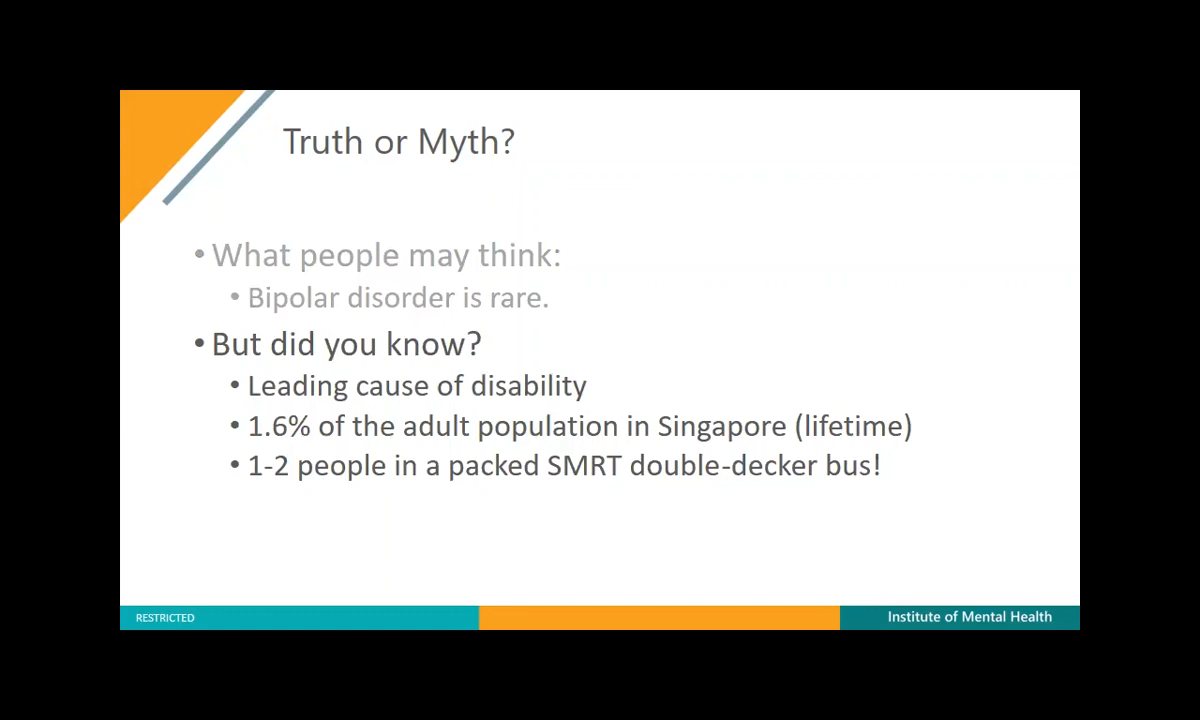 Truth or Myth?
• What people may think:
• Bipolar disorder is rare.
• But did you know?
• Leading cause of disability
• 1.6% of the adult population in Singapore (lifetime)
• 1-2 people in a packed SMRT double-decker bus!
RESTRICTED
Institute of Mental Health